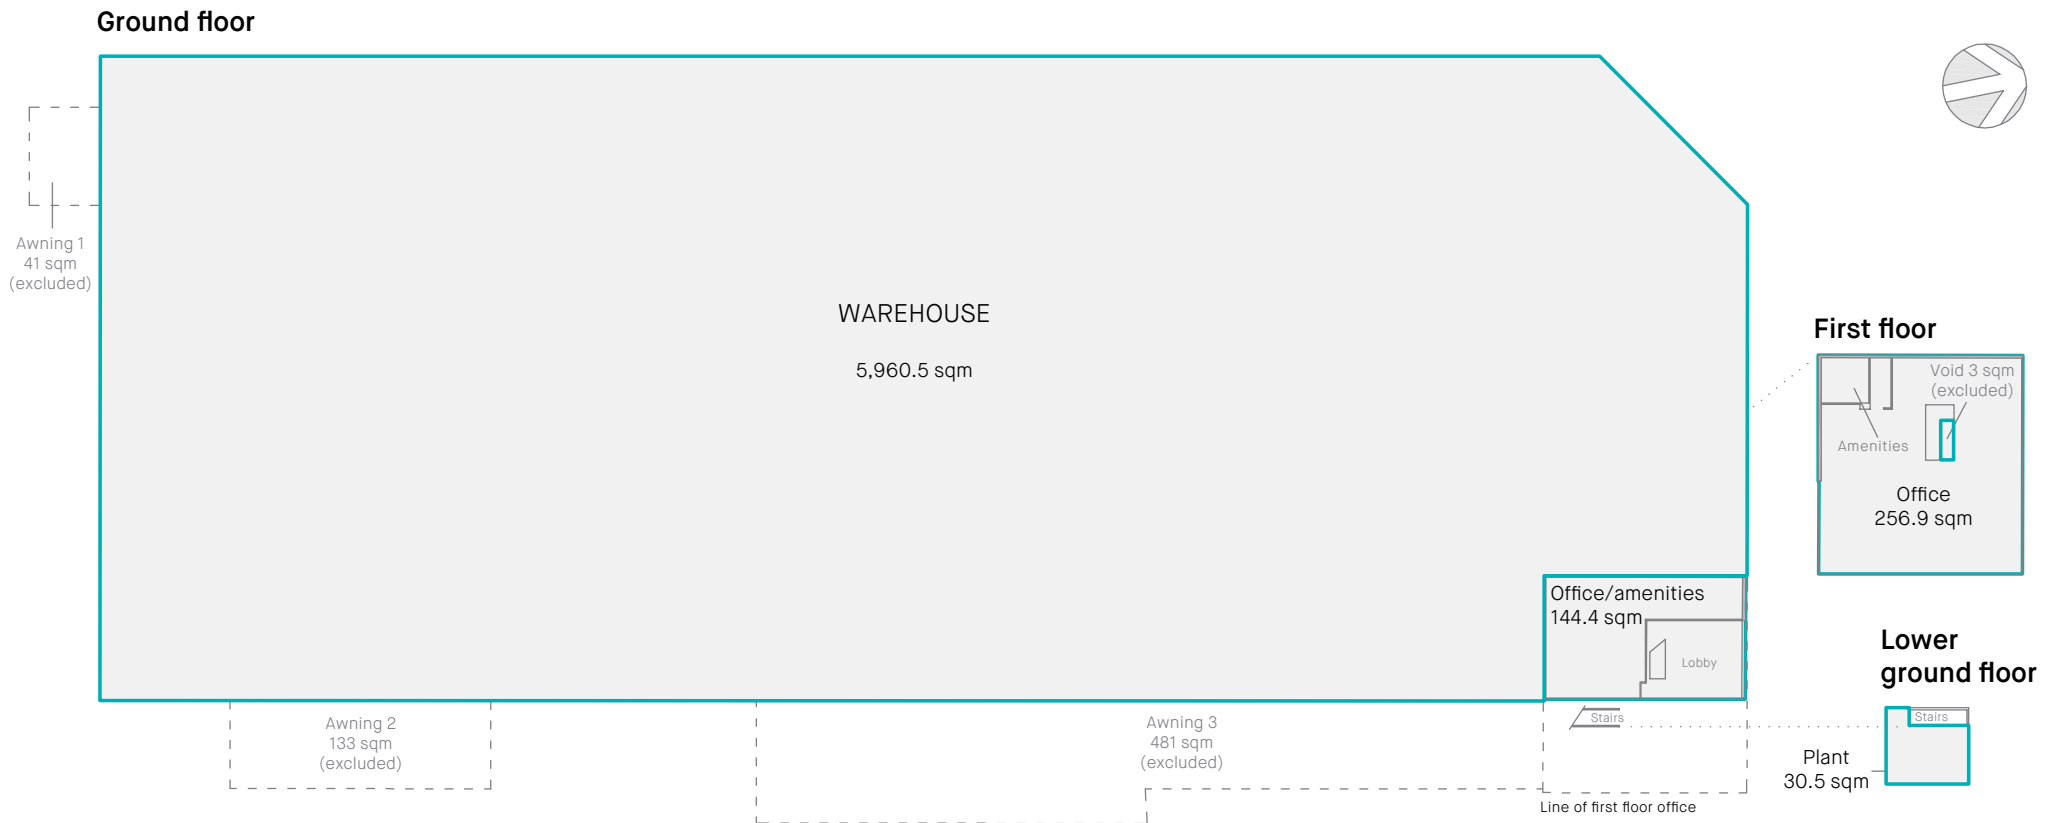 Ground floor
Awning 1
41 sqm
(excluded)
WAREHOUSE
5,960.5 sqm
First floor
Void 3 sqm
(excluded)
Amenities
Office
256.9 sqm
Office/amenities
144.4 sqm
Lobby
Lower
ground floor
Stairs
Plant
30.5 sqm
Awning 2
133 sqm
(excluded)
Awning 3
481 sqm
(excluded)
Stairs
Line of first floor office